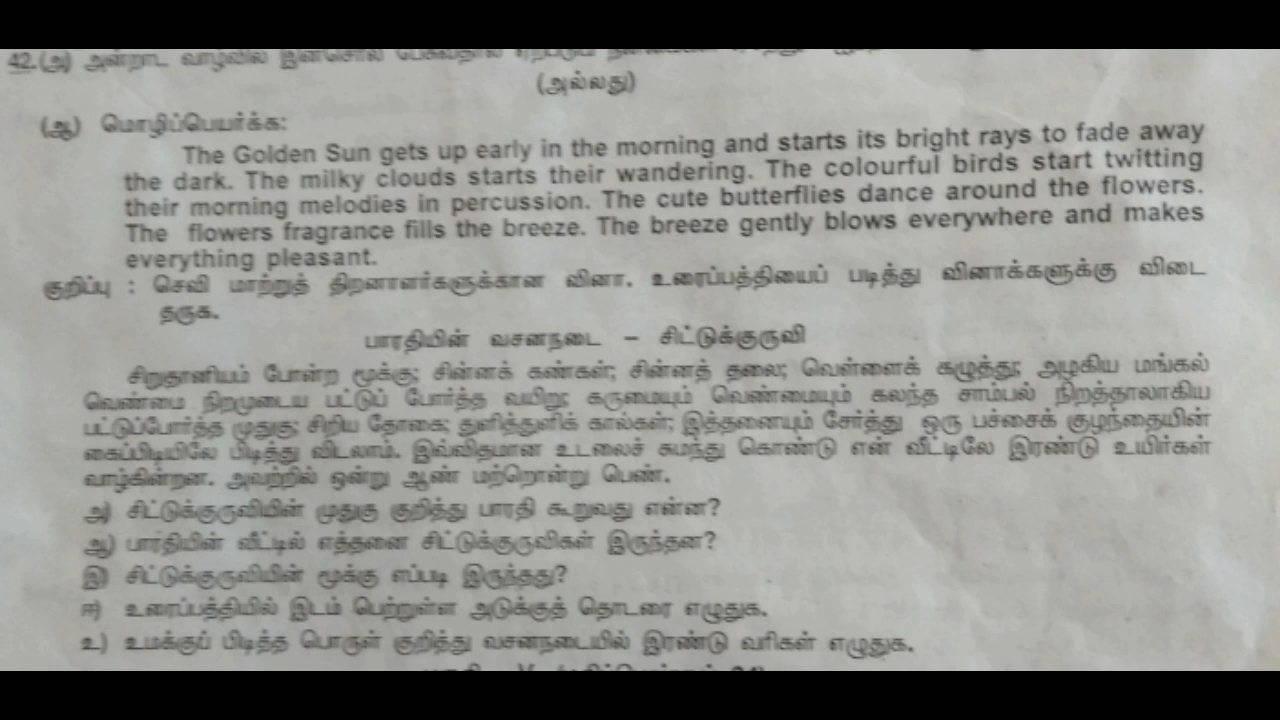 42.(அ) அன்றாட வாழ்வில் இன்சொல்
(அல்லது)
(ஆ) மொழிப்பெயர்க்க:
The Golden Sun gets up early in the morning and starts its bright rays to fade away
the dark. The milky clouds starts their wandering. The colourful birds start twitting
their morning melodies in percussion. The cute butterflies dance around the flowers.
The flowers fragrance fills the breeze. The breeze gently blows everywhere and makes
everything pleasant.
குறிப்பு : செவி மாற்றுத் திறனாளர்களுக்கான வினா. உரைப்பத்தியைப் படித்து வினாக்களுக்கு விடை
தருக.
பாரதியின் வசனநடை – சிட்டுக்குருவி
சிறுதானியம் போன்ற மூக்கு; சின்னக் கண்கள்; சின்னத் தலை; வெள்ளைக் கழுத்து; அழகிய மங்கல்
வெண்மை நிறமுடைய பட்டுப் போர்த்த வயிறு; கருமையும் வெண்மையும் கலந்த சாம்பல் நிறத்தாலாகிய
பட்டுப்போர்த்த முதுகு; சிறிய தோகை; துளித்துளிக் கால்கள்; இத்தனையும் சேர்த்து ஒரு பச்சைக் குழந்தையின்
கைப்பிடியிலே பிடித்து விடலாம். இவ்விதமான உடலைச் சுமந்து கொண்டு என் வீட்டிலே இரண்டு உயிர்கள்
வாழ்கின்றன. அவற்றில் ஒன்று ஆண் மற்றொன்று பெண்.
அ) சிட்டுக்குருவியின் முதுகு குறித்து பாரதி கூறுவது என்ன?
ஆ) பாரதியின் வீட்டில் எத்தனை சிட்டுக்குருவிகள் இருந்தன?
இ) சிட்டுக்குருவியின் மூக்கு எப்படி இருந்தது?
ஈ) உரைப்பத்தியில் இடம் பெற்றுள்ள அடுக்குத் தொடரை எழுதுக.
உ) உமக்குப் பிடித்த பொருள் குறித்து வசனநடையில் இரண்டு வரிகள் எழுதுக.